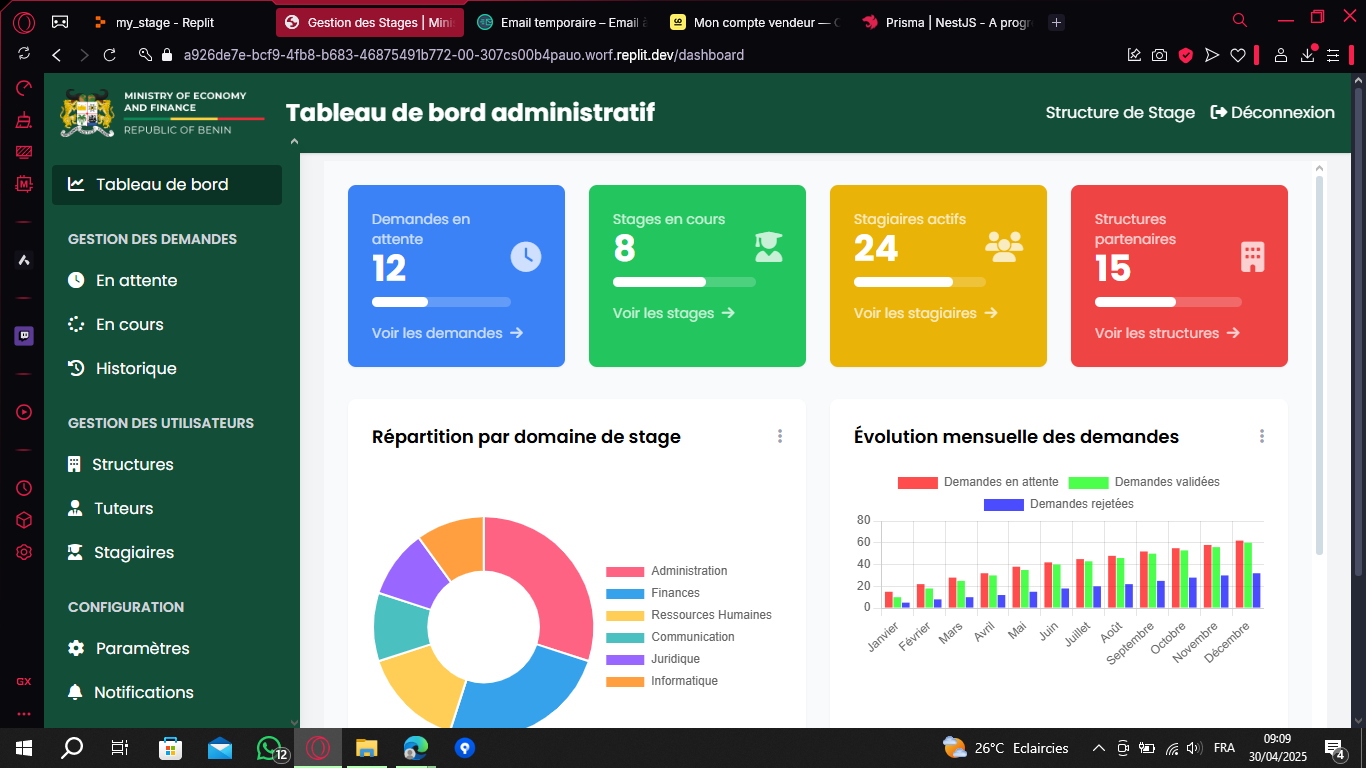 my_stage - Replit
Gestion des Stages | Minis
Email temporaire – Email à
Mon compte vendeur — C
Prisma | NestJS - A progre
a926de7e-bcf9-4fb8-b683-46875491b772-00-307cs00b4pauo.worf.replit.dev/dashboard
MINISTRY OF ECONOMY
AND FINANCE
REPUBLIC OF BENIN
Tableau de bord administratif
Structure de Stage
Déconnexion
Tableau de bord
GESTION DES DEMANDES
En attente
En cours
Historique
GESTION DES UTILISATEURS
Structures
Tuteurs
Stagiaires
CONFIGURATION
Paramètres
Notifications
Demandes en
attente
12
Voir les demandes
Stages en cours
8
Voir les stages
Stagiaires actifs
24
Voir les stagiaires
Structures
partenaires
15
Voir les structures
Répartition par domaine de stage
Administration
Finances
Ressources Humaines
Communication
Juridique
Informatique
Évolution mensuelle des demandes
Demandes en attente
Demandes validées
Demandes rejetées
80
60
40
20
0
Janvier
Février
Mars
Avril
Mai
Juin
Juillet
Août
Septembre
Octobre
Novembre
Décembre
GX
12
26°C Eclaircies
FRA
09:09
30/04/2025
4